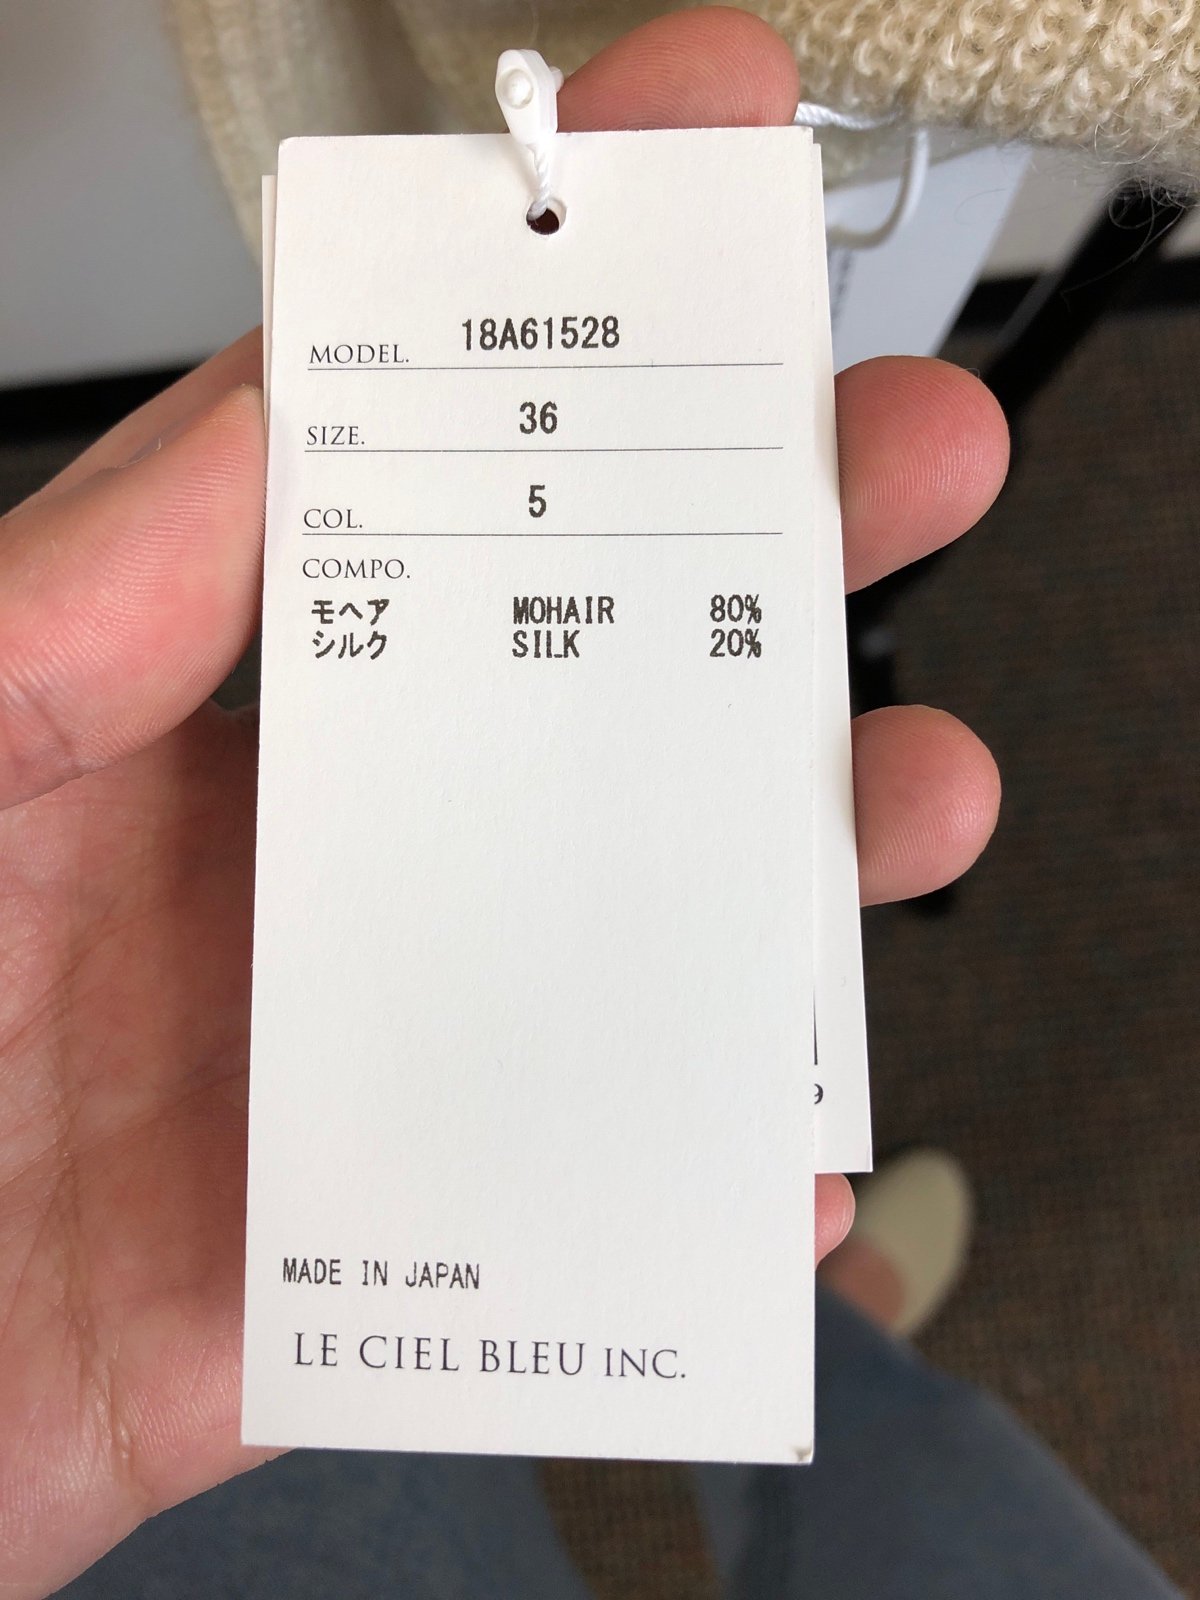 MODEL. 18A61528
SIZE. 36
COL. 5
COMPO.
モヘア MOHAIR 80%
シルク SILK 20%
9
MADE IN JAPAN
LE CIEL BLEU INC.